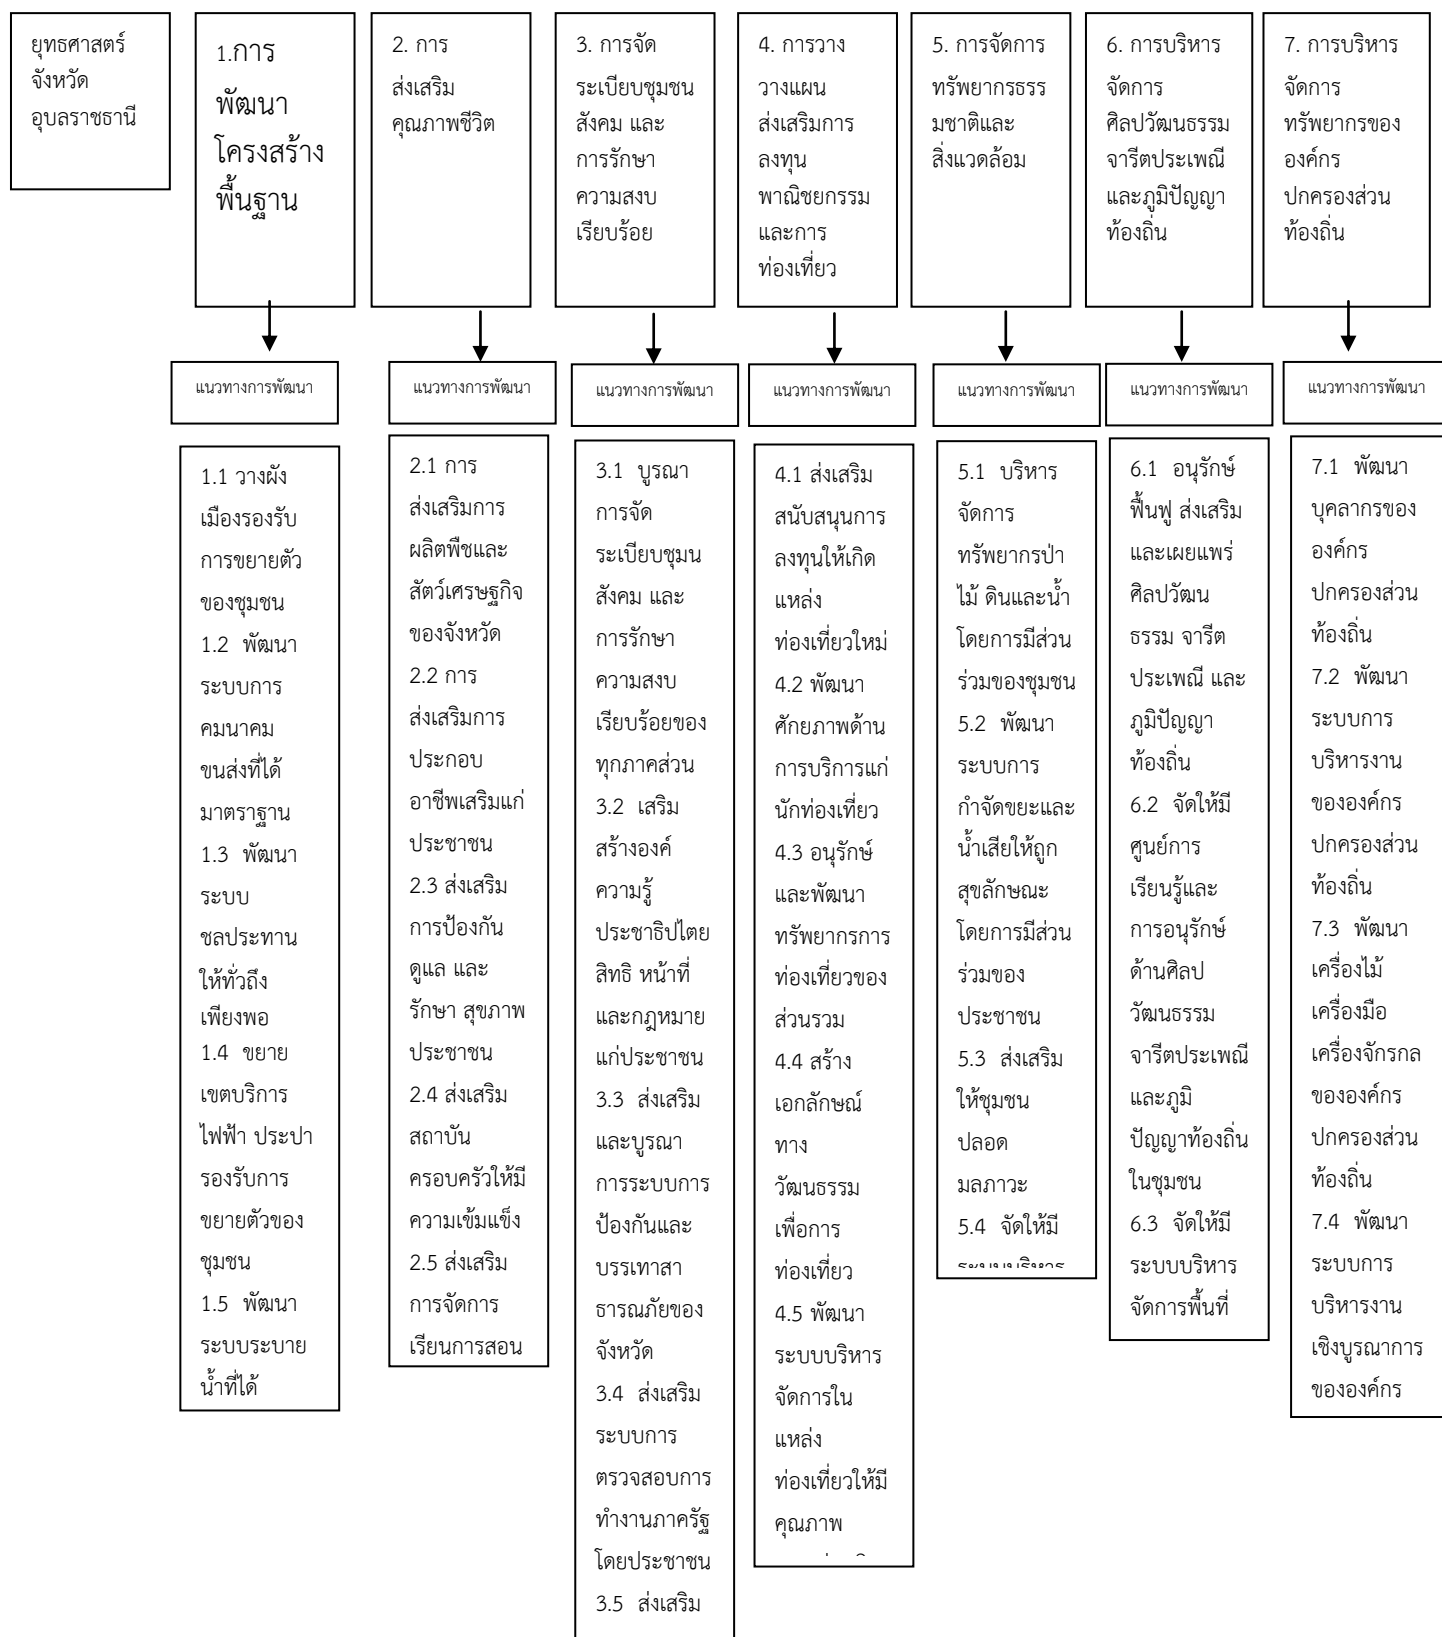 ยุทธศาสตร์
จังหวัด
อุบลราชธานี
1.การ
พัฒนา
โครงสร้าง
พื้นฐาน
2. การ
ส่งเสริม
คุณภาพชีวิต
3. การจัด
ระเบียบชุมชน
สังคม และ
การรักษา
ความสงบ
เรียบร้อย
4. การวาง
วางแผน
ส่งเสริมการ
ลงทุน
พาณิชยกรรม
และการ
ท่องเที่ยว
5. การจัดการ
ทรัพยากรธรร
มชาติและ
สิ่งแวดล้อม
6. การบริหาร
จัดการ
ศิลปวัฒนธรรม
จารีตประเพณี
และภูมิปัญญา
ท้องถิ่น
7. การบริหาร
จัดการ
ทรัพยากรของ
องค์กร
ปกครองส่วน
ท้องถิ่น
แนวทางการพัฒนา
แนวทางการพัฒนา
แนวทางการพัฒนา
แนวทางการพัฒนา
แนวทางการพัฒนา
แนวทางการพัฒนา
แนวทางการพัฒนา
1.1 วางผัง
เมืองรองรับ
การขยายตัว
ของชุมชน
1.2 พัฒนา
ระบบการ
คมนาคม
ขนส่งที่ได้
มาตราฐาน
1.3 พัฒนา
ระบบ
ชลประทาน
ให้ทั่วถึง
เพียงพอ
1.4 ขยาย
เขตบริการ
ไฟฟ้า ประปา
รองรับการ
ขยายตัวของ
ชุมชน
1.5 พัฒนา
ระบบระบาย
น้ำที่ได้
2.1 การ
ส่งเสริมการ
ผลิตพืชและ
สัตว์เศรษฐกิจ
ของจังหวัด
2.2 การ
ส่งเสริมการ
ประกอบ
อาชีพเสริมแก่
ประชาชน
2.3 ส่งเสริม
การป้องกัน
ดูแล และ
รักษา สุขภาพ
ประชาชน
2.4 ส่งเสริม
สถาบัน
ครอบครัวให้มี
ความเข้มแข็ง
2.5 ส่งเสริม
การจัดการ
เรียนการสอน
3.1 บูรณา
การจัด
ระเบียบชุมน
สังคม และ
การรักษา
ความสงบ
เรียบร้อยของ
ทุกภาคส่วน
3.2 เสริม
สร้างองค์
ความรู้
ประชาธิปไตย
สิทธิ หน้าที่
และกฎหมาย
แก่ประชาชน
3.3 ส่งเสริม
และบูรณา
การระบบการ
ป้องกันและ
บรรเทาสา
ธารณภัยของ
จังหวัด
3.4 ส่งเสริม
ระบบการ
ตรวจสอบการ
ทำงานภาครัฐ
โดยประชาชน
3.5 ส่งเสริม
4.1 ส่งเสริม
สนับสนุนการ
ลงทุนให้เกิด
แหล่ง
ท่องเที่ยวใหม่
4.2 พัฒนา
ศักยภาพด้าน
การบริการแก่
นักท่องเที่ยว
4.3 อนุรักษ์
และพัฒนา
ทรัพยากรการ
ท่องเที่ยวของ
ส่วนรวม
4.4 สร้าง
เอกลักษณ์
ทาง
วัฒนธรรม
เพื่อการ
ท่องเที่ยว
4.5 พัฒนา
ระบบบริหาร
จัดการใน
แหล่ง
ท่องเที่ยวให้มี
คุณภาพ
5.1 บริหาร
จัดการ
ทรัพยากรป่า
ไม้ ดินและน้ำ
โดยการมีส่วน
ร่วมของชุมชน
5.2 พัฒนา
ระบบการ
กำจัดขยะและ
น้ำเสียให้ถูก
สุขลักษณะ
โดยการมีส่วน
ร่วมของ
ประชาชน
5.3 ส่งเสริม
ให้ชุมชน
ปลอด
มลภาวะ
5.4 จัดให้มี
ระบบบริหาร
6.1 อนุรักษ์
ฟื้นฟู ส่งเสริม
และเผยแพร่
ศิลปวัฒน
ธรรม จารีต
ประเพณี และ
ภูมิปัญญา
ท้องถิ่น
6.2 จัดให้มี
ศูนย์การ
เรียนรู้และ
การอนุรักษ์
ด้านศิลป
วัฒนธรรม
จารีตประเพณี
และภูมิ
ปัญญาท้องถิ่น
ในชุมชน
6.3 จัดให้มี
ระบบบริหาร
จัดการพื้นที่
7.1 พัฒนา
บุคลากรของ
องค์กร
ปกครองส่วน
ท้องถิ่น
7.2 พัฒนา
ระบบการ
บริหารงาน
ขององค์กร
ปกครองส่วน
ท้องถิ่น
7.3 พัฒนา
เครื่องไม้
เครื่องมือ
เครื่องจักรกล
ขององค์กร
ปกครองส่วน
ท้องถิ่น
7.4 พัฒนา
ระบบการ
บริหารงาน
เชิงบูรณาการ
ขององค์กร